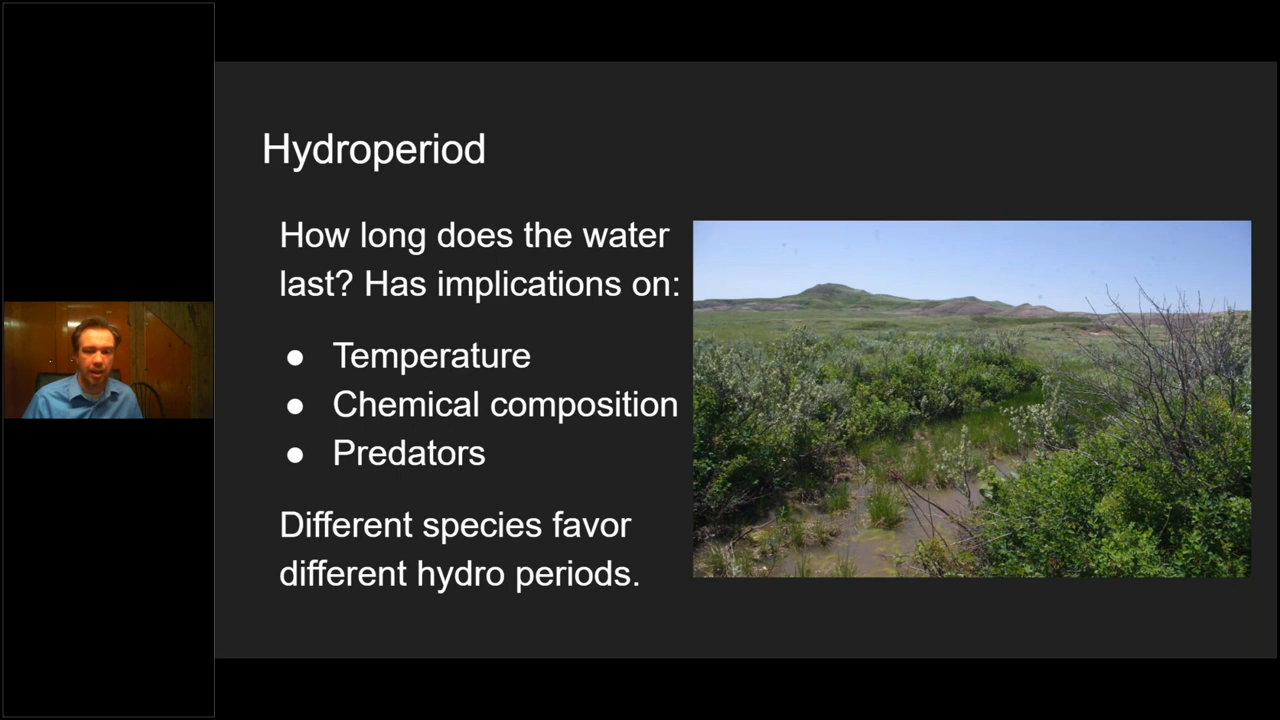 Hydroperiod
How long does the water
last? Has implications on:
● Temperature
● Chemical composition
● Predators
Different species favor
different hydro periods.